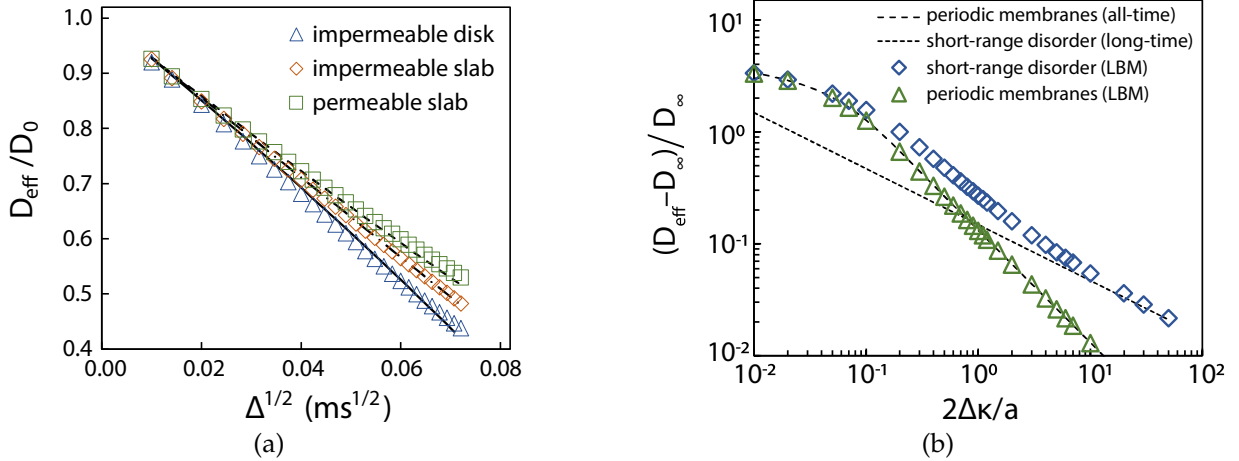 D_eff /D_0
0.9
0.8
0.7
0.6
0.5
0.4
0.00
0.02
0.04
0.06
0.08
Δ^1/2 (ms^1/2)
impermeable disk
impermeable slab
permeable slab
(a)
(D_eff − D_∞)/ D_∞
10^1
10^0
10^-1
10^-2
10^-2
10^-1
10^0
10^1
10^2
2Δκ/a
periodic membranes (all-time)
short-range disorder (long-time)
short-range disorder (LBM)
periodic membranes (LBM)
(b)